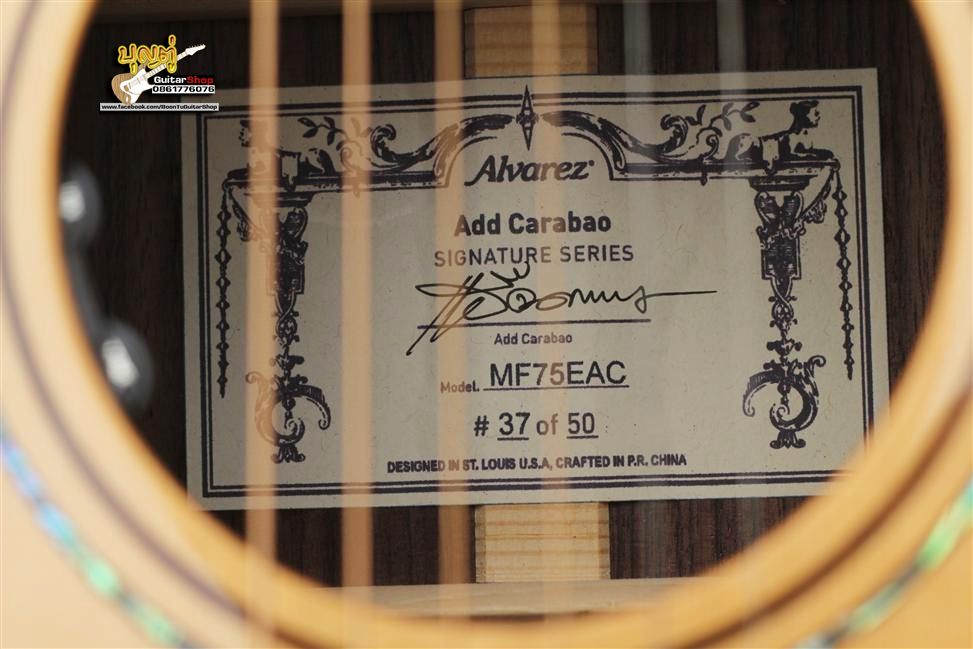 บุญตู่
GuitarShop
0861776076
www.facebook.com/BoonTuGuitarShop
Alvarez
Add Carabao
SIGNATURE SERIES
Add Carabao
Model. MF75EAC
# 37 of 50
DESIGNED IN ST. LOUIS U.S.A, CRAFTED IN P.R. CHINA